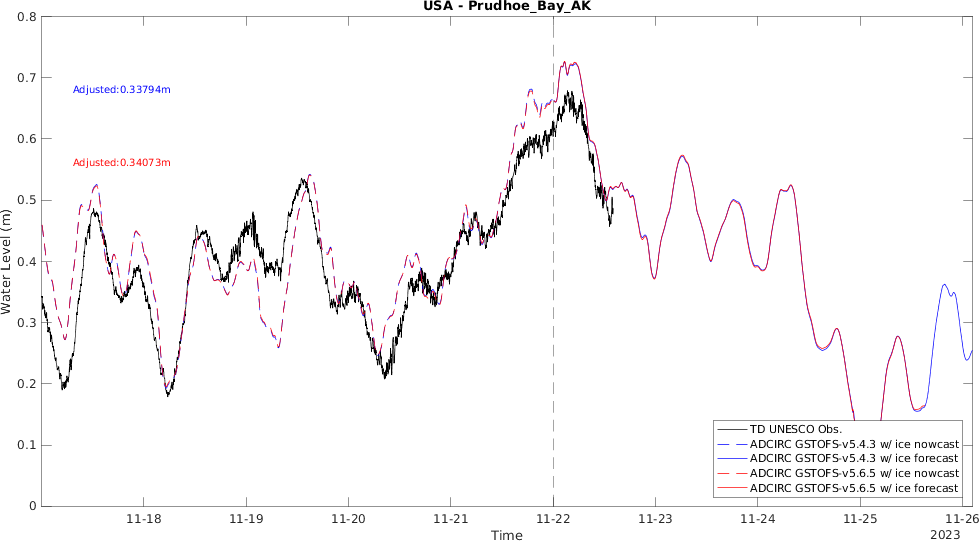 USA - Prudhoe_Bay_AK
0.8
0.7
0.6
0.5
0.4
0.3
0.2
0.1
0
Water Level (m)
Adjusted:0.33794m
Adjusted:0.34073m
TD UNESCO Obs.
ADCIRC GSTOFS-v5.4.3 w/ ice nowcast
ADCIRC GSTOFS-v5.4.3 w/ ice forecast
ADCIRC GSTOFS-v5.6.5 w/ ice nowcast
ADCIRC GSTOFS-v5.6.5 w/ ice forecast
11-18 11-19 11-20 11-21 11-22 11-23 11-24 11-25 11-26
Time
2023